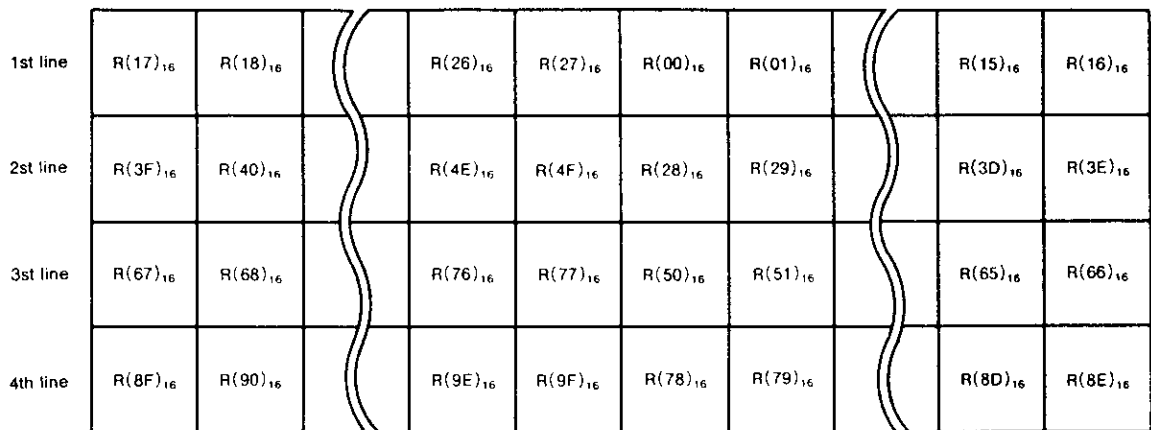 1st line R(17)₁₆ R(18)₁₆ R(26)₁₆ R(27)₁₆ R(00)₁₆ R(01)₁₆ R(15)₁₆ R(16)₁₆
2st line R(3F)₁₆ R(40)₁₆ R(4E)₁₆ R(4F)₁₆ R(28)₁₆ R(29)₁₆ R(3D)₁₆ R(3E)₁₆
3st line R(67)₁₆ R(68)₁₆ R(76)₁₆ R(77)₁₆ R(50)₁₆ R(51)₁₆ R(65)₁₆ R(66)₁₆
4th line R(8F)₁₆ R(90)₁₆ R(9E)₁₆ R(9F)₁₆ R(78)₁₆ R(79)₁₆ R(8D)₁₆ R(8E)₁₆